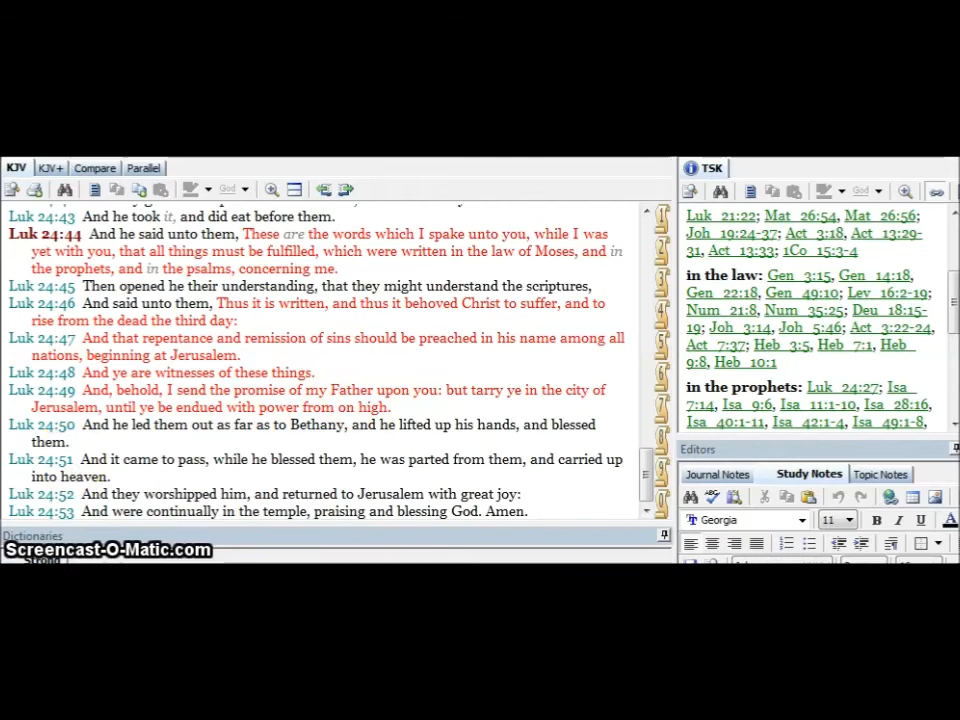 KJV KJV+ Compare Parallel
God
Luk 24:43 And he took it, and did eat before them.
Luk 24:44 And he said unto them, These are the words which I spake unto you, while I was
yet with you, that all things must be fulfilled, which were written in the law of Moses, and in
the prophets, and in the psalms, concerning me.
Luk 24:45 Then opened he their understanding, that they might understand the scriptures,
Luk 24:46 And said unto them, Thus it is written, and thus it behoved Christ to suffer, and to
rise from the dead the third day:
Luk 24:47 And that repentance and remission of sins should be preached in his name among all
nations, beginning at Jerusalem.
Luk 24:48 And ye are witnesses of these things.
Luk 24:49 And, behold, I send the promise of my Father upon you: but tarry ye in the city of
Jerusalem, until ye be endued with power from on high.
Luk 24:50 And he led them out as far as to Bethany, and he lifted up his hands, and blessed
them.
Luk 24:51 And it came to pass, while he blessed them, he was parted from them, and carried up
into heaven.
Luk 24:52 And they worshipped him, and returned to Jerusalem with great joy:
Luk 24:53 And were continually in the temple, praising and blessing God. Amen.
Dictionaries
Screencast-O-Matic.com
Strong
TSK
God
Luk 21:22; Mat 26:54, Mat 26:56;
Joh 19:24-37; Act 3:18, Act 13:29-
31, Act 13:33; 1Co 15:3-4
in the law: Gen 3:15, Gen 14:18,
Gen 22:18, Gen 49:10; Lev 16:2-19;
Num 21:8, Num 35:25; Deu 18:15-
19; Joh 3:14, Joh 5:46; Act 3:22-24,
Act 7:37; Heb 3:5, Heb 7:1, Heb
9:8, Heb 10:1
in the prophets: Luk 24:27; Isa
7:14, Isa 9:6, Isa 11:1-10, Isa 28:16,
Isa 40:1-11, Isa 42:1-4, Isa 49:1-8,
Editors
Journal Notes Study Notes Topic Notes
Georgia 11 B I U A